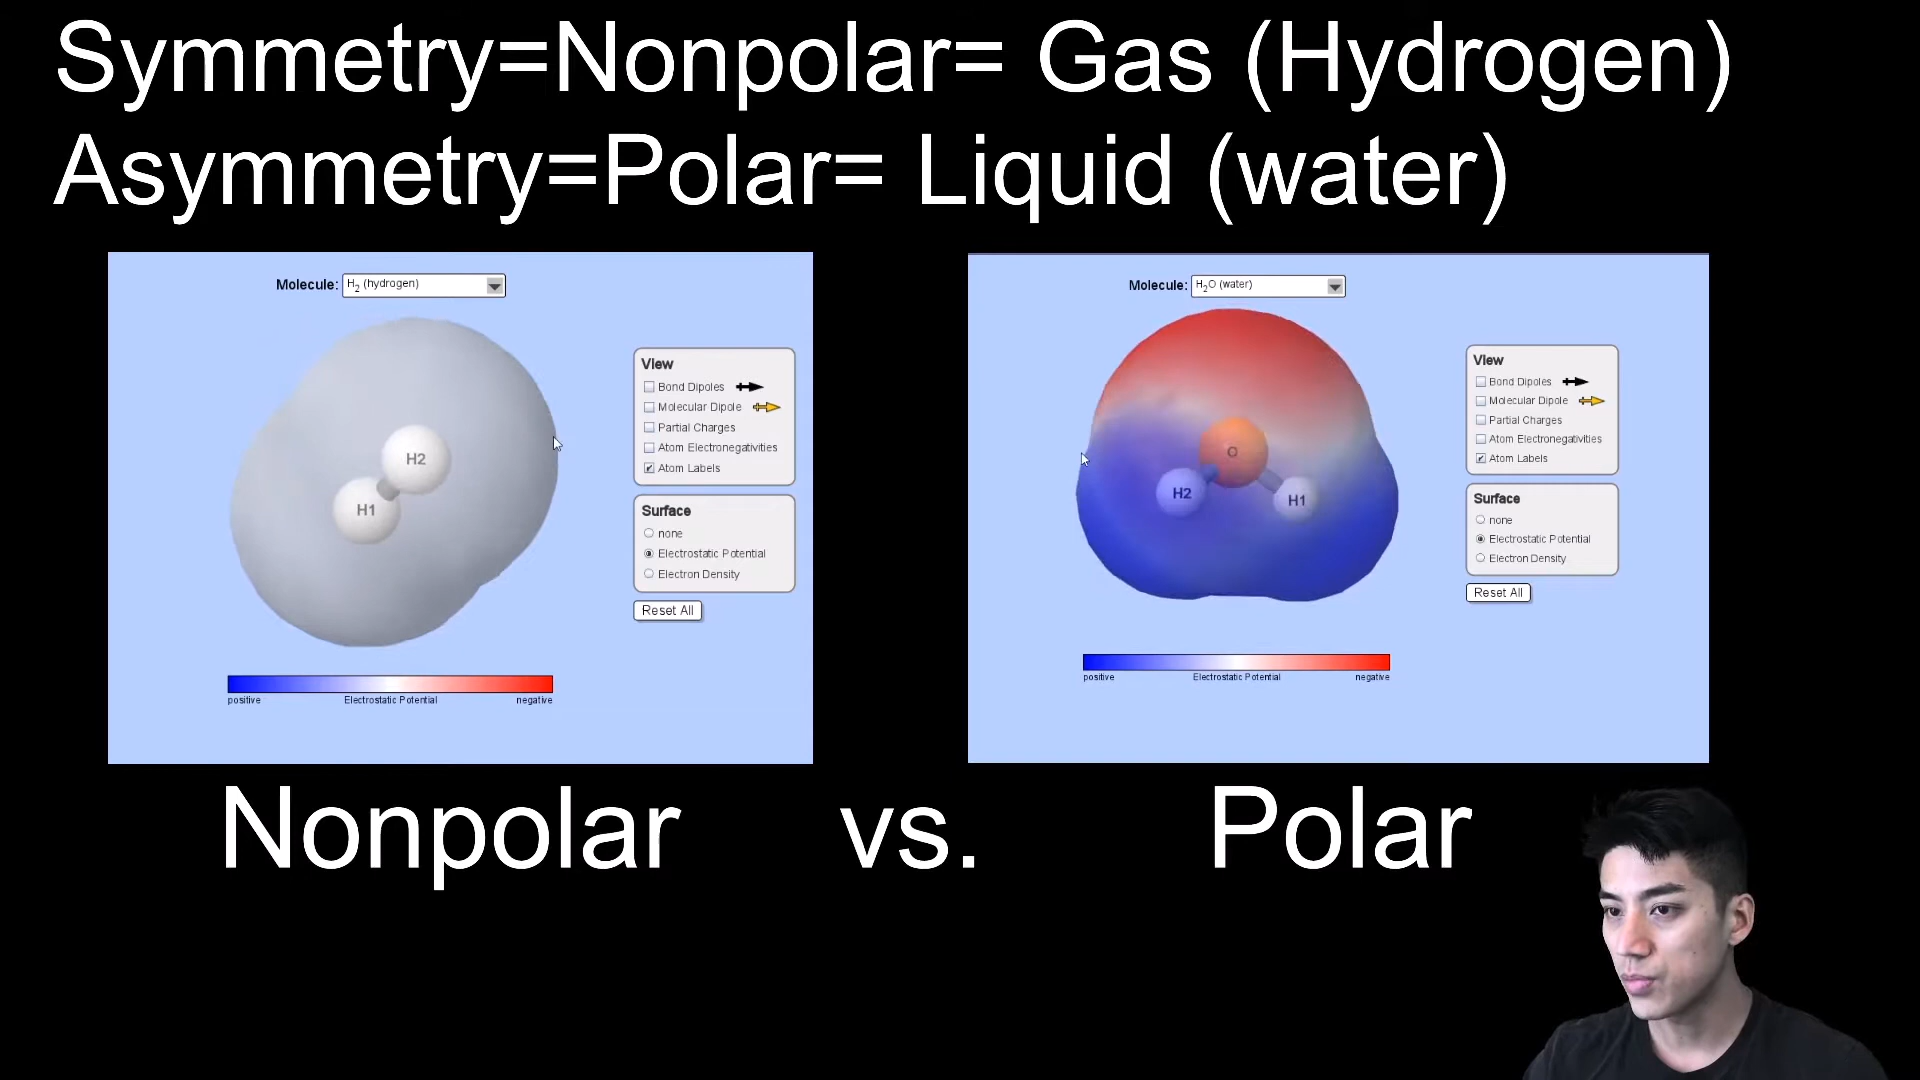 Symmetry=Nonpolar= Gas (Hydrogen)
Asymmetry=Polar= Liquid (water)
Molecule: H2 (hydrogen)
H2
H1
View
Bond Dipoles
Molecular Dipole
Partial Charges
Atom Electronegativities
Atom Labels
Surface
none
Electrostatic Potential
Electron Density
Reset All
positive Electrostatic Potential negative
Molecule: H2O (water)
O
H2 H1
View
Bond Dipoles
Molecular Dipole
Partial Charges
Atom Electronegativities
Atom Labels
Surface
none
Electrostatic Potential
Electron Density
Reset All
positive Electrostatic Potential negative
Nonpolar vs. Polar